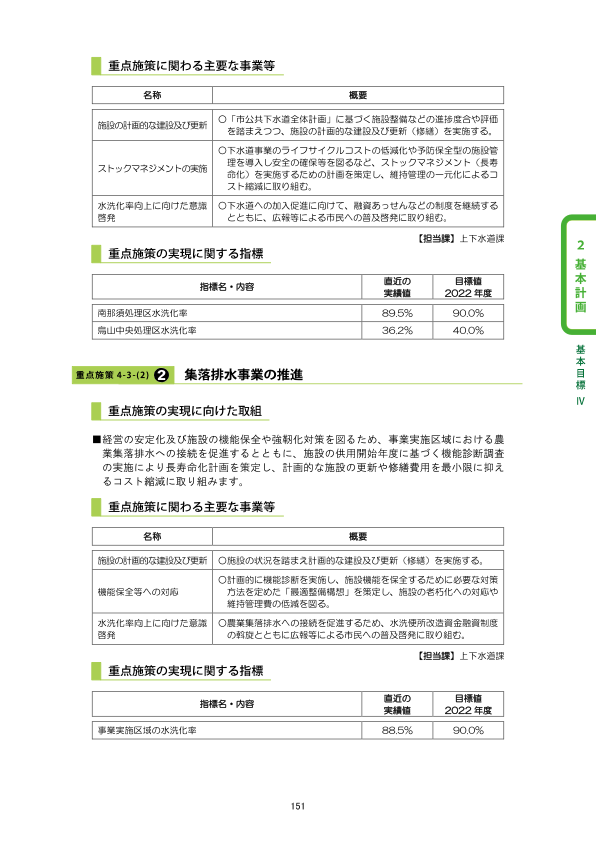 重点施策に関わる主要な事業等
名称 概要
施設の計画的な建設及び更新 ○「市公共下水道全体計画」に基づく施設整備などの進捗度合や評価
を踏まえつつ、施設の計画的な建設及び更新（修繕）を実施する。
ストックマネジメントの実施 ○下水道事業のライフサイクルコストの低減化や予防保全型の施設管
理を導入し安全の確保等を図るなど、ストックマネジメント（長寿
命化）を実施するための計画を策定し、維持管理の一元化によるコ
スト縮減に取り組む。
水洗化率向上に向けた意識 ○下水道への加入促進に向けて、融資あっせんなどの制度を継続する
啓発 とともに、広報等による市民への普及啓発に取り組む。
【担当課】上下水道課
重点施策の実現に関する指標
指標名・内容 直近の 目標値
実績値 2022 年度
南那須処理区水洗化率 89.5% 90.0%
烏山中央処理区水洗化率 36.2% 40.0%
重点施策 4-3-(2) ❷ 集落排水事業の推進
重点施策の実現に向けた取組
■経営の安定化及び施設の機能保全や強靭化対策を図るため、事業実施区域における農
業集落排水への接続を促進するとともに、施設の供用開始年度に基づく機能診断調査
の実施により長寿命化計画を策定し、計画的な施設の更新や修繕費用を最小限に抑え
るコスト縮減に取り組みます。
重点施策に関わる主要な事業等
名称 概要
施設の計画的な建設及び更新 ○施設の状況を踏まえ計画的な建設及び更新（修繕）を実施する。
機能保全等への対応 ○計画的に機能診断を実施し、施設機能を保全するために必要な対策
方法を定めた「最適整備構想」を策定し、施設の老朽化への対応や
維持管理費の低減を図る。
水洗化率向上に向けた意識 ○農業集落排水への接続を促進するため、水洗便所改造資金融資制度
啓発 の斡旋とともに広報等による市民への普及啓発に取り組む。
【担当課】上下水道課
重点施策の実現に関する指標
指標名・内容 直近の 目標値
実績値 2022 年度
事業実施区域の水洗化率 88.5% 90.0%
2 基本計画
基本目標 Ⅳ
151